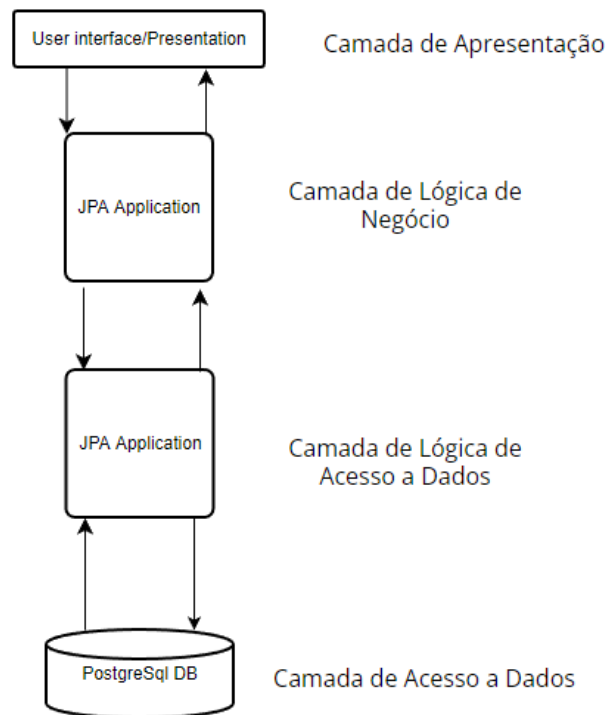 User interface/Presentation
Camada de Apresentação
JPA Application
Camada de Lógica de
Negócio
JPA Application
Camada de Lógica de
Acesso a Dados
PostgreSql DB
Camada de Acesso a Dados